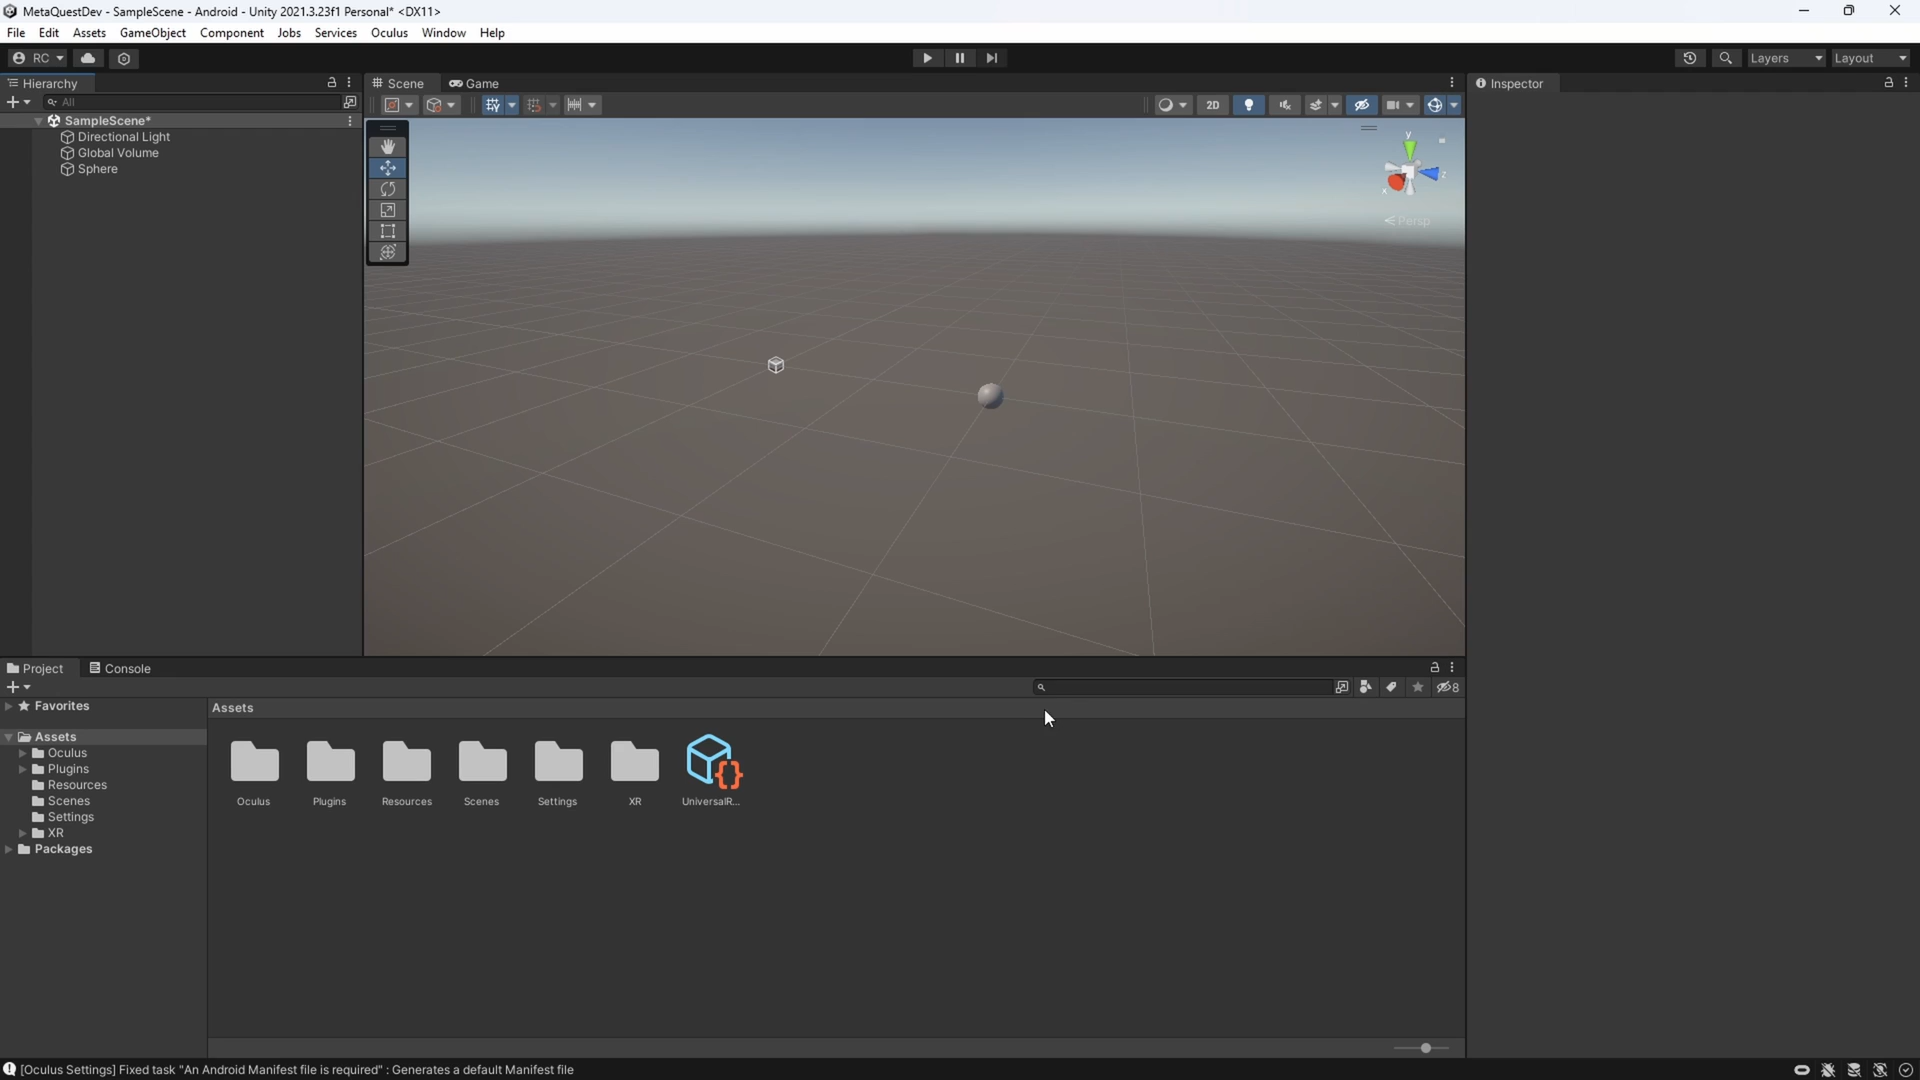 MetaQuestDev - SampleScene - Android - Unity 2021.3.23f1 Personal* <DX11>
File Edit Assets GameObject Component Jobs Services Oculus Window Help
RC Layers Layout
Hierarchy Scene Game Inspector
All 2D
SampleScene*
Directional Light
Global Volume
Sphere
y
z
x
Persp
Project Console
8
Favorites
Assets
Assets
Oculus
Plugins
Resources
Scenes
Settings
XR
Packages
Oculus Plugins Resources Scenes Settings XR UniversalR...
[Oculus Settings] Fixed task "An Android Manifest file is required" : Generates a default Manifest file